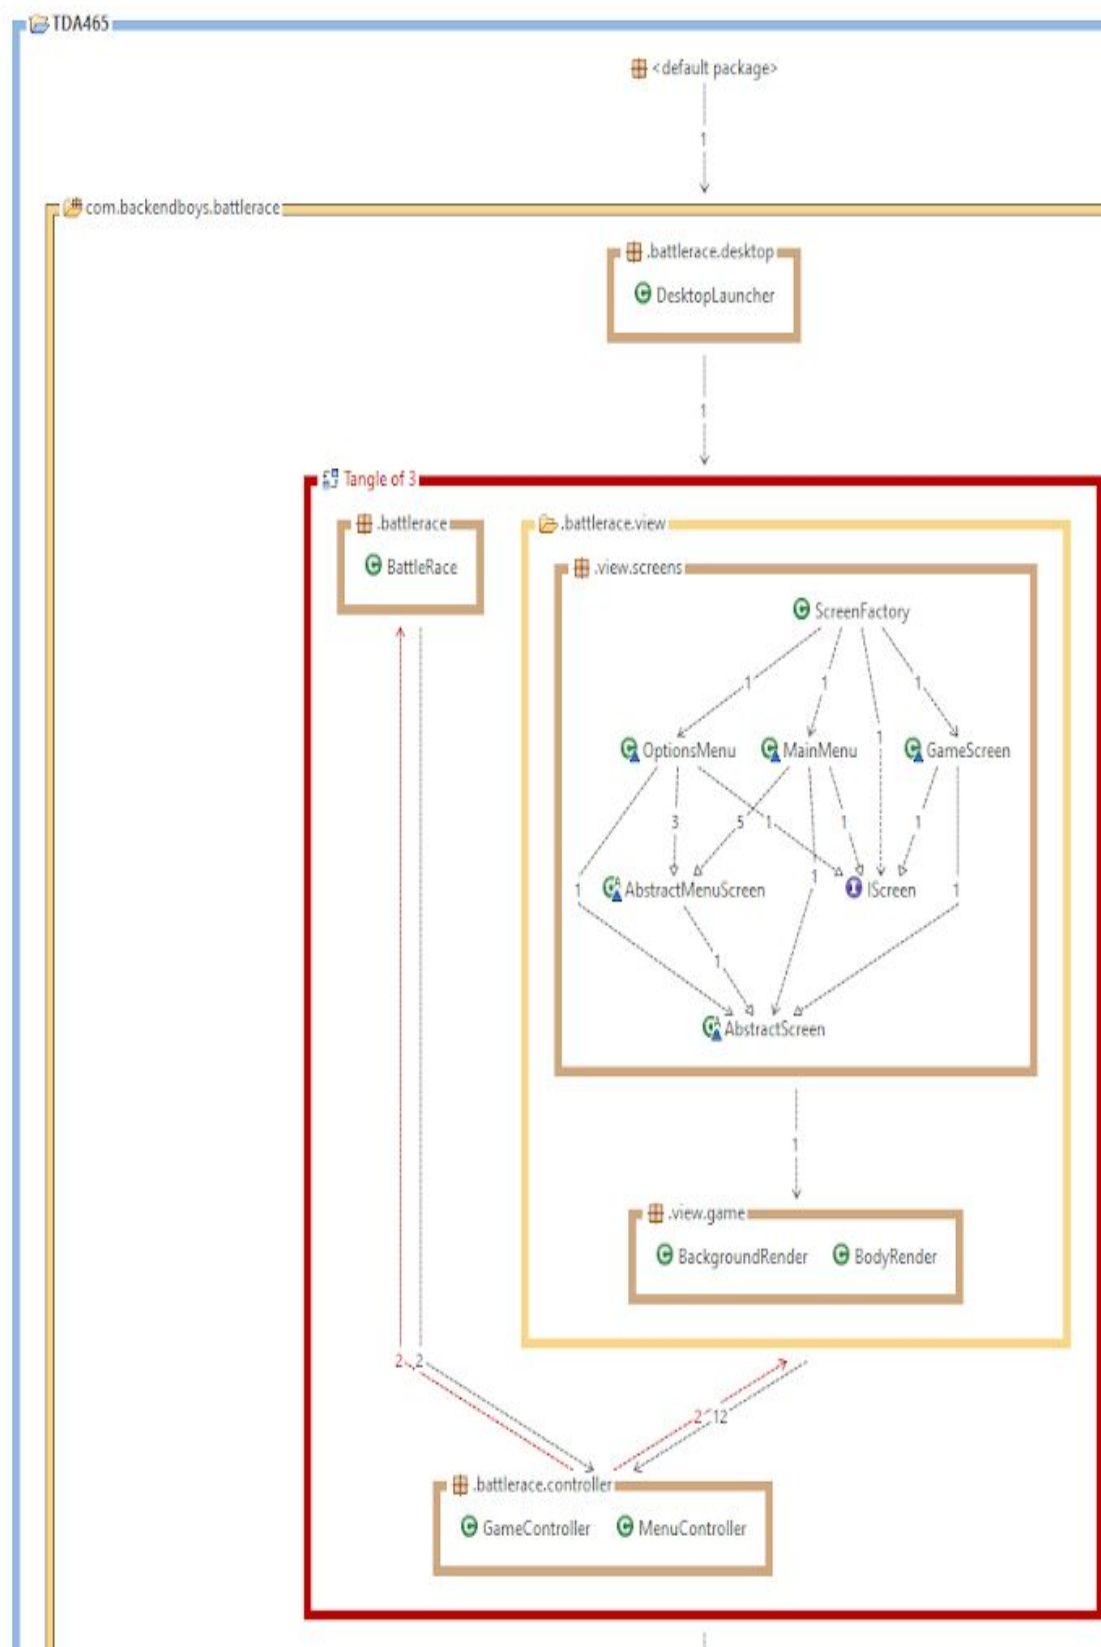 TDA465
<default package>
1
com.backendboys.battlerace
.battlerace.desktop
DesktopLauncher
1
Tangle of 3
.battlerace
BattleRace
.battlerace.view
.view.screens
ScreenFactory
1 1 1 1
OptionsMenu MainMenu GameScreen
3 5 1 1 1
AbstractMenuScreen IScreen
1 1 1
1
AbstractScreen
1
.view.game
BackgroundRender BodyRender
2 2
2 12
.battlerace.controller
GameController MenuController